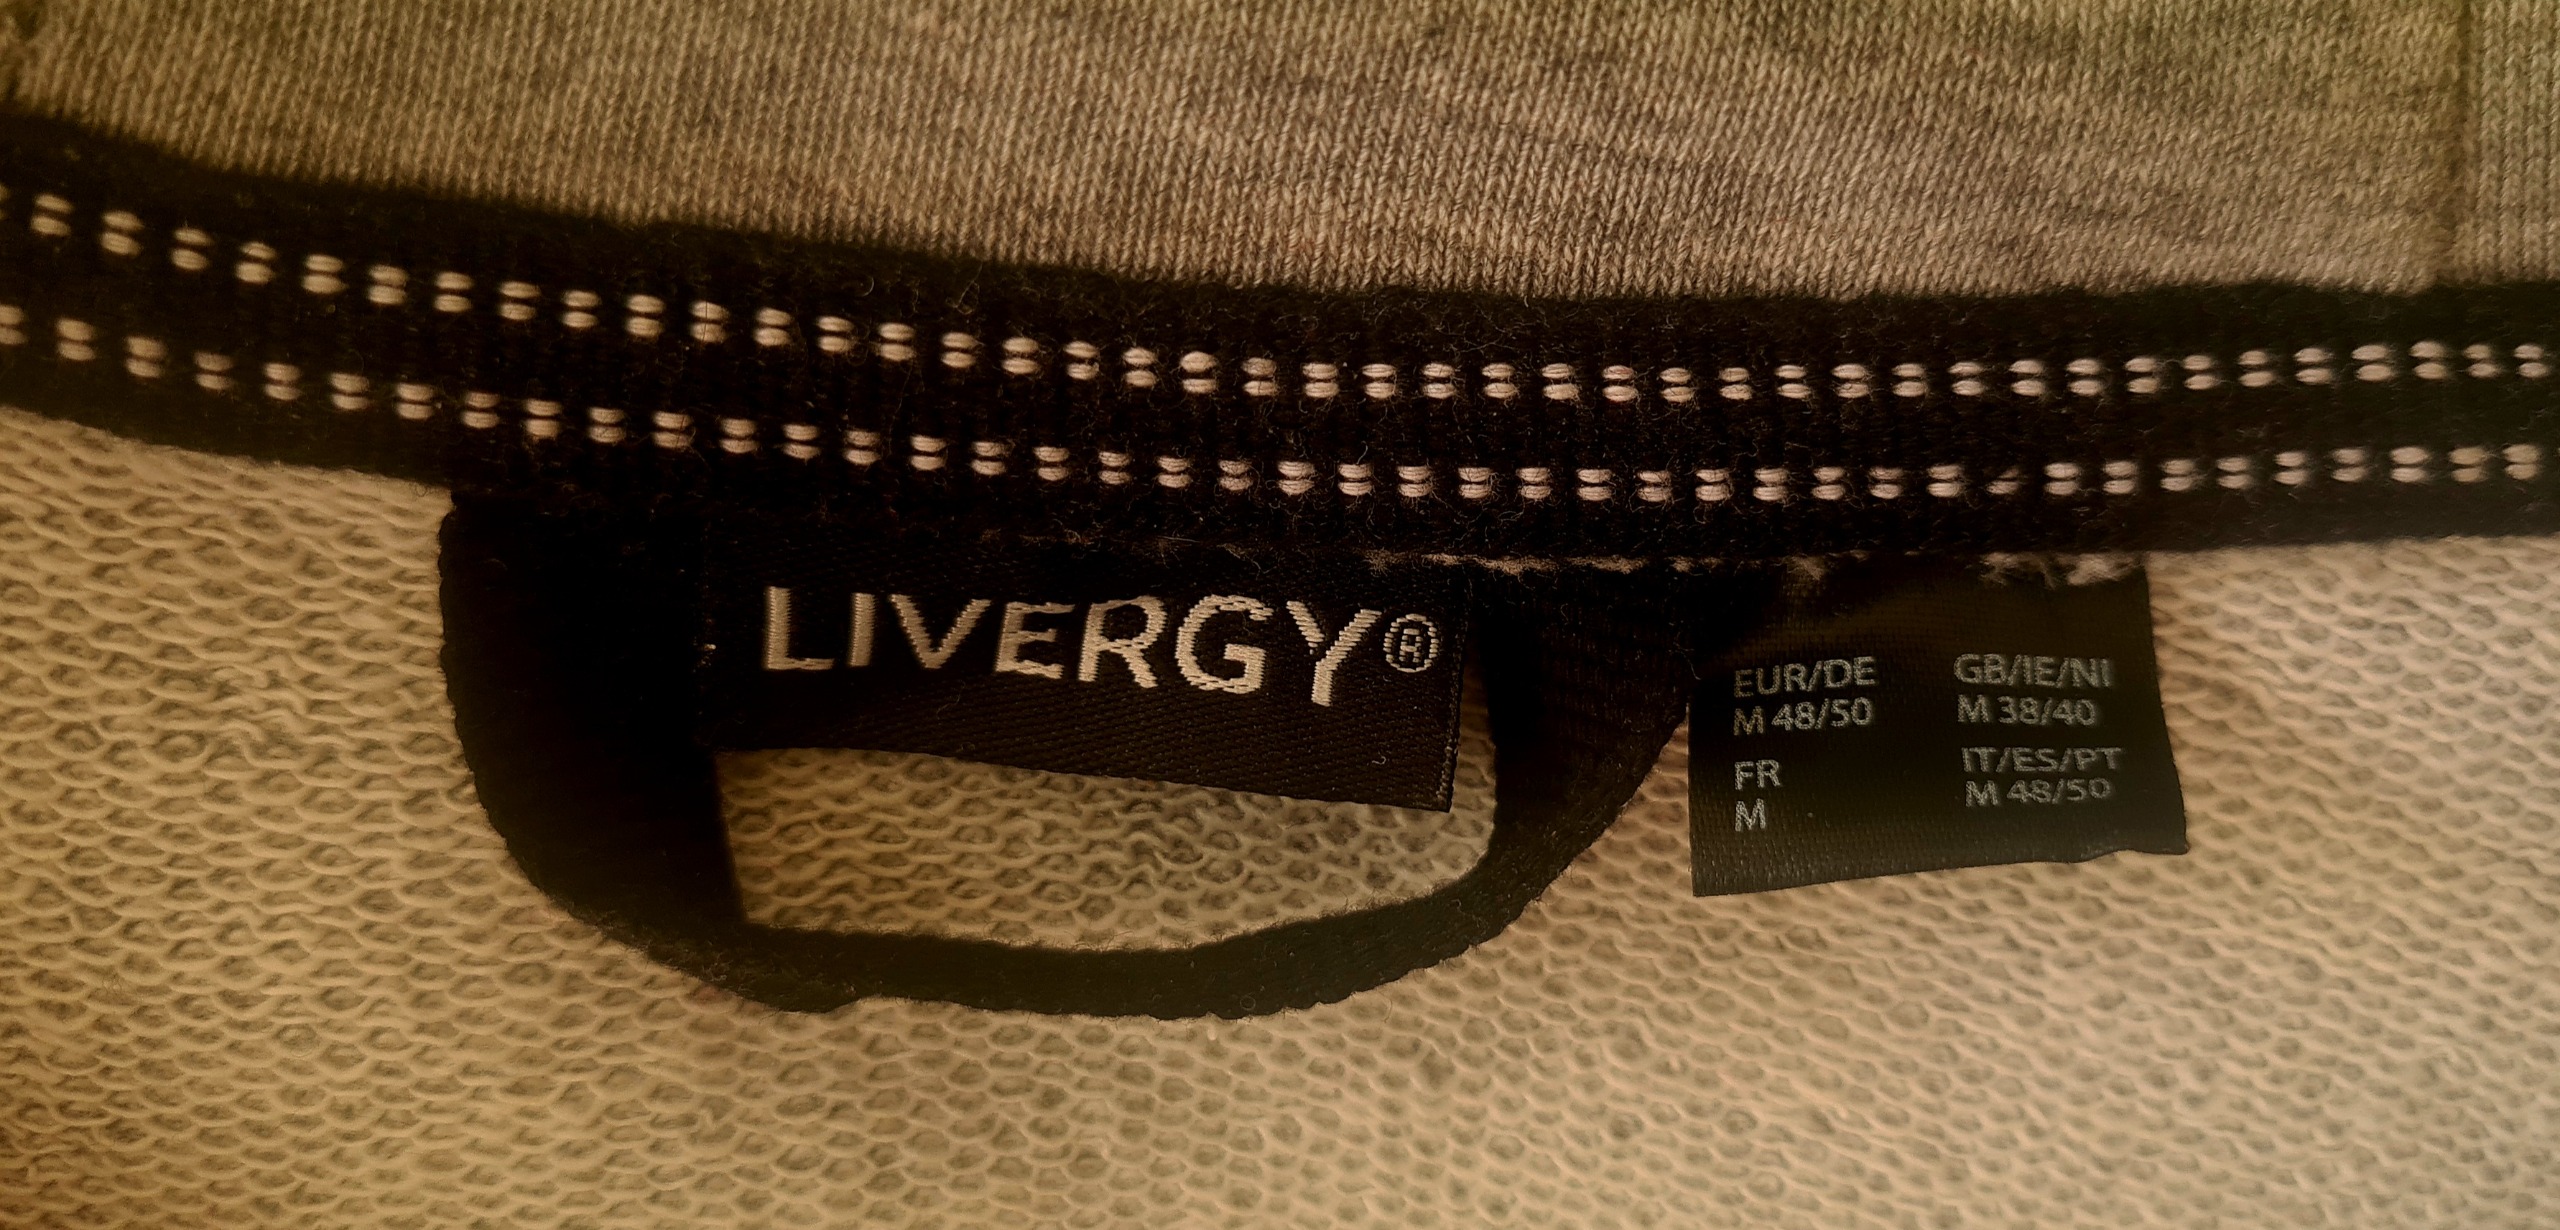 LIVERGY®
EUR/DE
M 48/50
FR
M
GB/IE/NI
M 38/40
IT/ES/PT
M 48/50